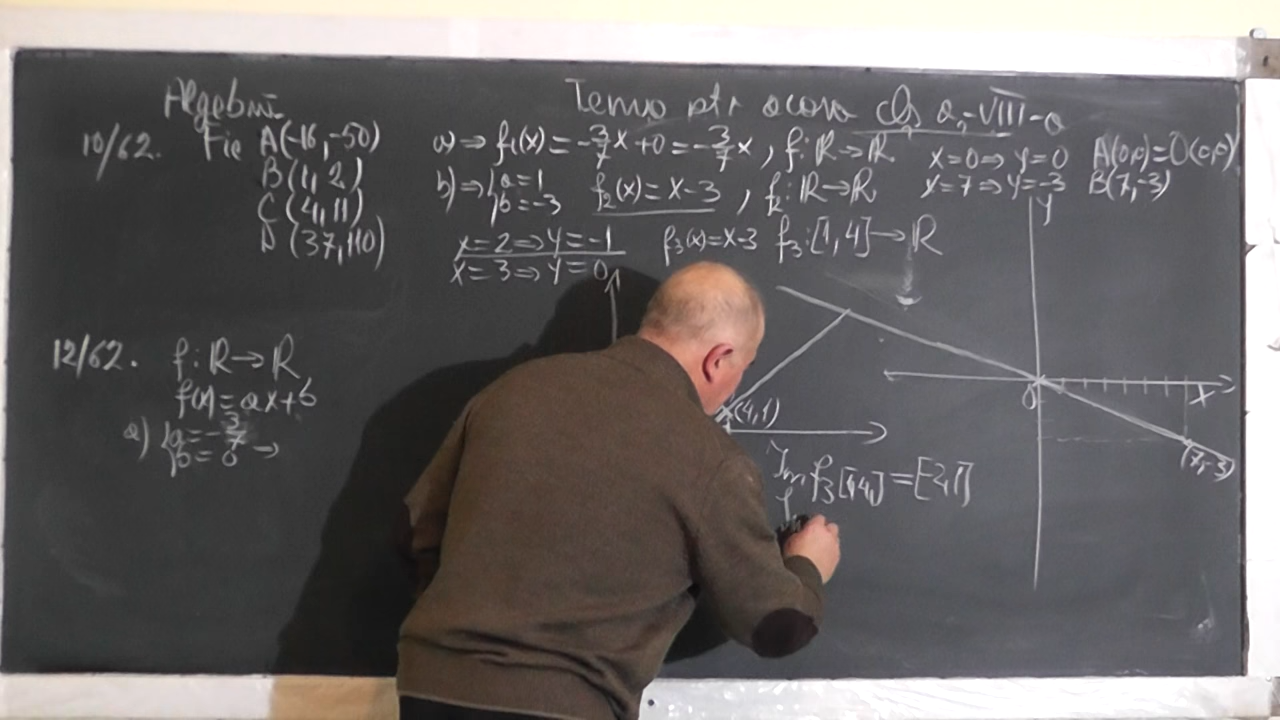 Algebră
Temă ptr acasă cls a-VIII-a
10/62. Fie A(-16,-50)
B(1,2)
C(4,11)
D(37,110)
a) ⇒ f₁(x) = -3/7x + 0 = -3/7x, f: ℝ → ℝ
b) ⇒ {a = 1 b = -3 f₂(x) = x-3, f₂: ℝ → ℝ
x = 2 ⇒ y = -1
x = 3 ⇒ y = 0
f₃(x) = x-3 f₃: [1,4] → ℝ
x=0 ⇒ y=0 A(0,0)=O(0,0)
x=7 ⇒ y=-3 B(7,-3)
y
12/62. f: ℝ → ℝ
f(x) = ax+b
a) {a = -3/7 b = 0 ⇒
(4,1)
Im f₃[1,4] = [-2,1]
O
x
(7,-3)